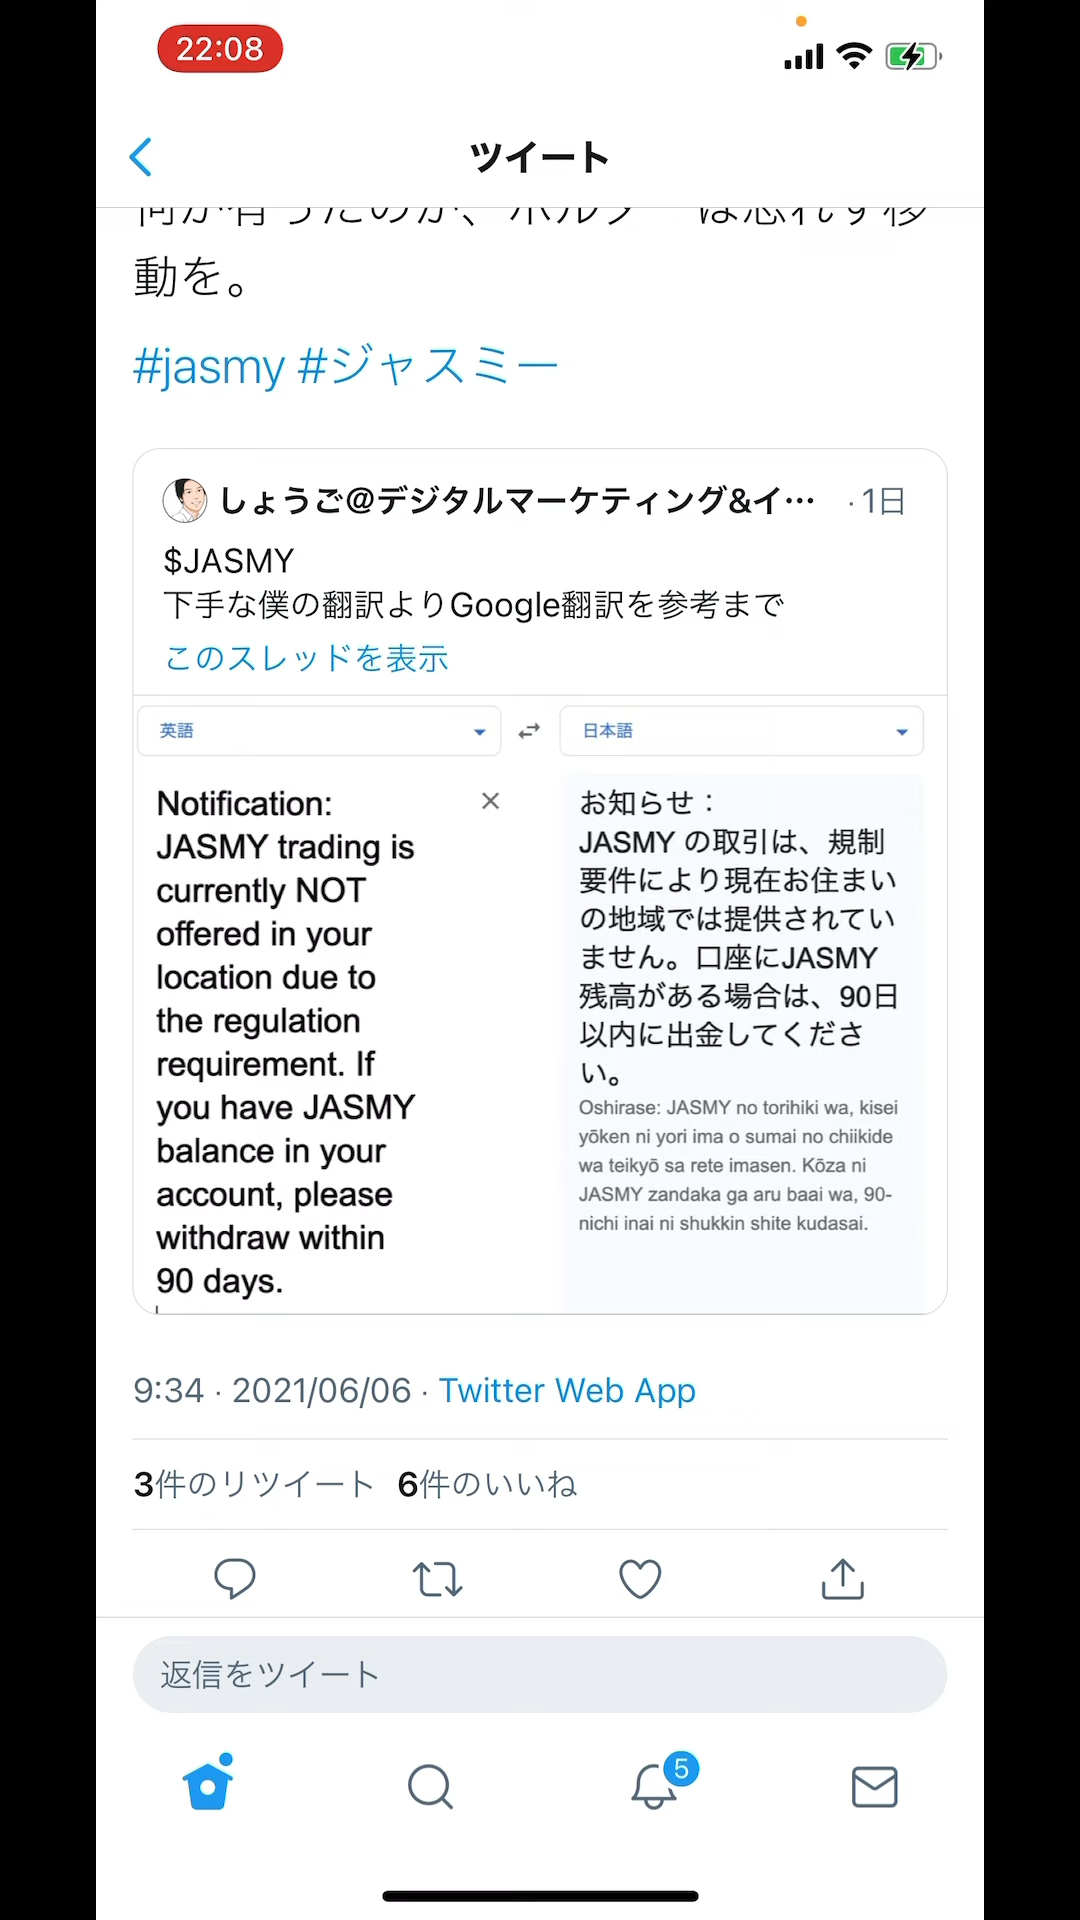 22:08
ツイート
動を。
#jasmy #ジャスミー
しょうご@デジタルマーケティング&イ… ·1日
$JASMY
下手な僕の翻訳よりGoogle翻訳を参考まで
このスレッドを表示
英語
日本語
Notification:
JASMY trading is
currently NOT
offered in your
location due to
the regulation
requirement. If
you have JASMY
balance in your
account, please
withdraw within
90 days.
お知らせ：
JASMY の取引は、規制
要件により現在お住まい
の地域では提供されてい
ません。口座にJASMY
残高がある場合は、90日
以内に出金してくださ
い。
Oshirase: JASMY no torihiki wa, kisei
yōken ni yori ima o sumai no chiikide
wa teikyō sa rete imasen. Kōza ni
JASMY zandaka ga aru baai wa, 90-
nichi inai ni shukkin shite kudasai.
9:34 · 2021/06/06 · Twitter Web App
3件のリツイート 6件のいいね
返信をツイート
5